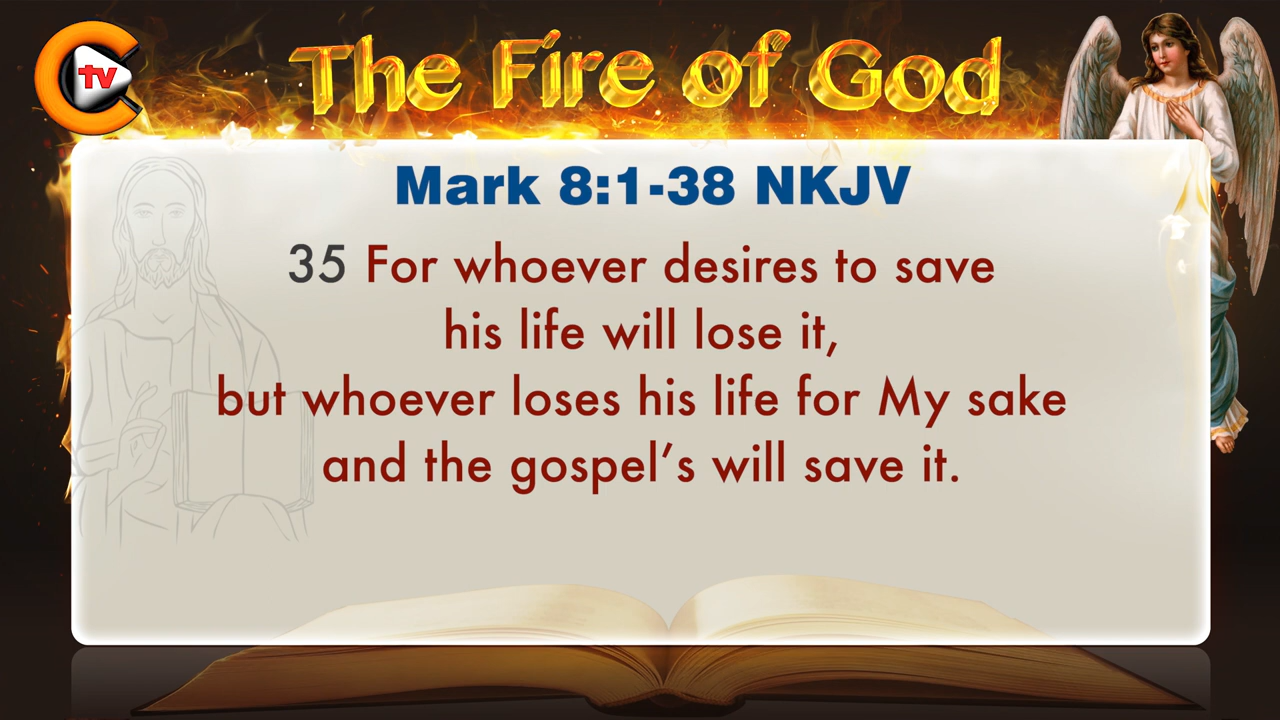 tv
The Fire of God
Mark 8:1-38 NKJV
35 For whoever desires to save
his life will lose it,
but whoever loses his life for My sake
and the gospel’s will save it.